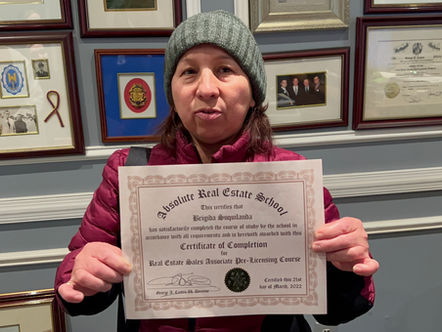 Absolute Real Estate School
This certifies that
Brigida Suquilanda
has satisfactorily completed the course of study by the school in
accordance with all requirements and is herewith awarded with this
Certificate of Completion
for
Real Estate Sales Associate Pre-Licensing Course
Certified this 21st
day of March, 2022